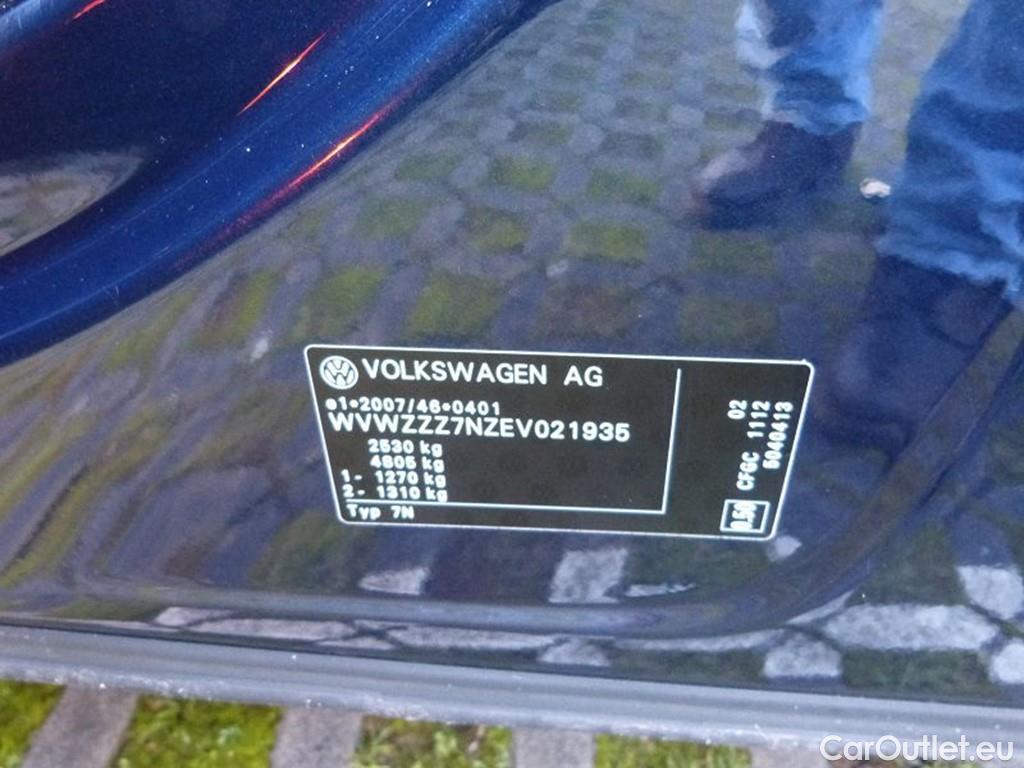 VOLKSWAGEN AG
e1*2007/46*0401
WVWZZZ7NZEV021935
2530 kg
4805 kg
1- 1270 kg
2- 1310 kg
Typ 7N
02
CFGC 1112
5040413
0.50
CarOutlet.eu